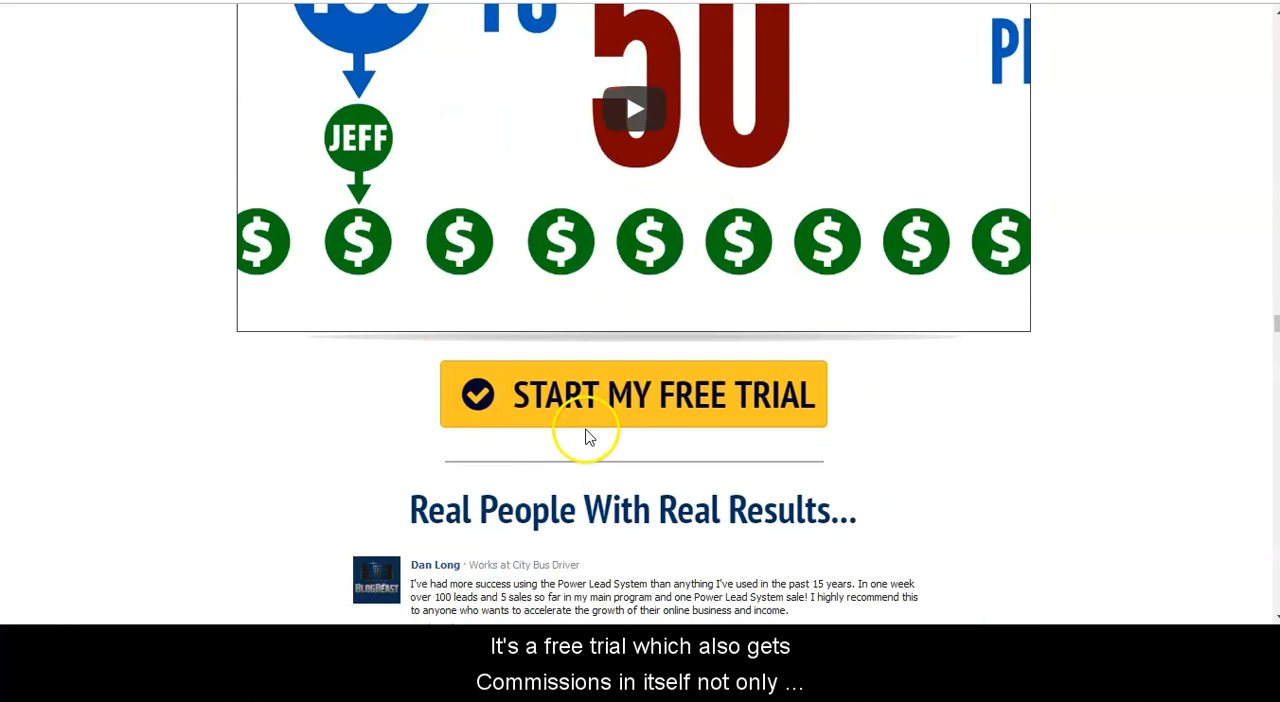 TO
50
JEFF
$ $ $ $ $ $ $ $ $
START MY FREE TRIAL
Real People With Real Results...
Dan Long · Works at City Bus Driver
I've had more success using the Power Lead System than anything I've used in the past 15 years. In one week
over 100 leads and 5 sales so far in my main program and one Power Lead System sale! I highly recommend this
to anyone who wants to accelerate the growth of their online business and income.
BLOGBEAST
It's a free trial which also gets
Commissions in itself not only ...